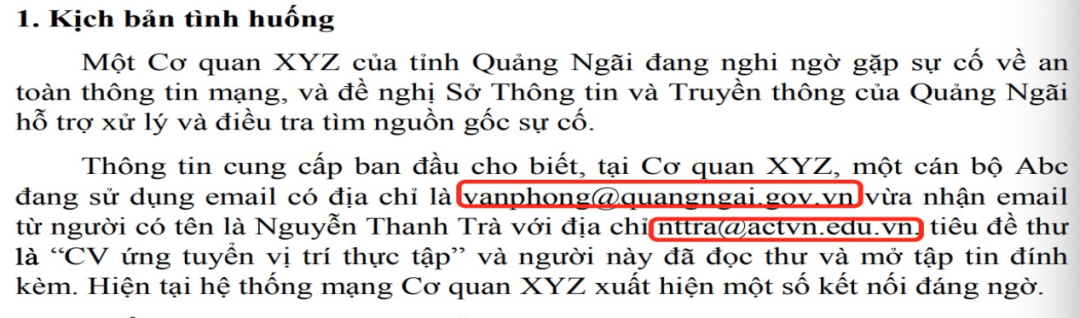 1. Kịch bản tình huống
Một Cơ quan XYZ của tỉnh Quảng Ngãi đang nghi ngờ gặp sự cố về an
toàn thông tin mạng, và đề nghị Sở Thông tin và Truyền thông của Quảng Ngãi
hỗ trợ xử lý và điều tra tìm nguồn gốc sự cố.
Thông tin cung cấp ban đầu cho biết, tại Cơ quan XYZ, một cán bộ Abc
đang sử dụng email có địa chỉ là vanphong@quangngai.gov.vn vừa nhận email
từ người có tên là Nguyễn Thanh Trà với địa chỉ nttra@actvn.edu.vn, tiêu đề thư
là “CV ứng tuyển vị trí thực tập” và người này đã đọc thư và mở tập tin đính
kèm. Hiện tại hệ thống mạng Cơ quan XYZ xuất hiện một số kết nối đáng ngờ.